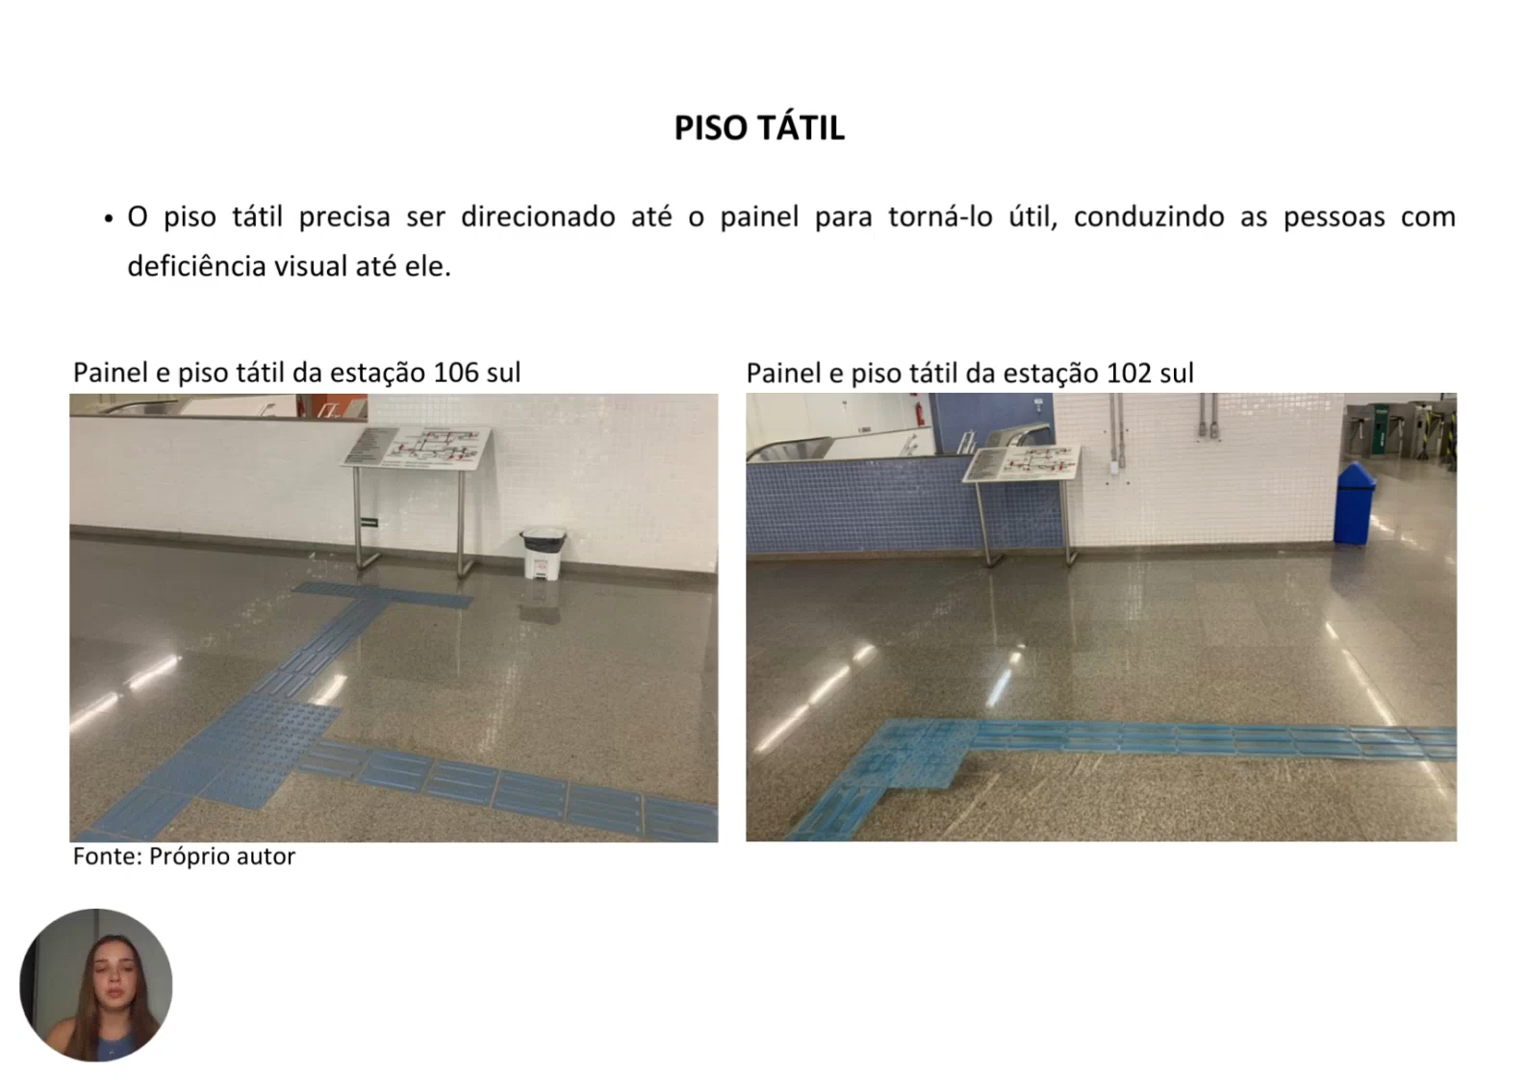 PISO TÁTIL
• O piso tátil precisa ser direcionado até o painel para torná-lo útil, conduzindo as pessoas com
deficiência visual até ele.
Painel e piso tátil da estação 106 sul
Painel e piso tátil da estação 102 sul
Fonte: Próprio autor